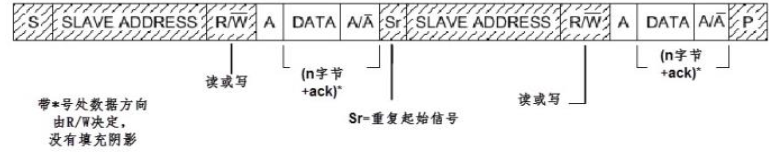 S SLAVE ADDRESS R/W̅ A DATA A/A̅ Sr SLAVE ADDRESS R/W̅ A DATA A/A̅ P
读或写
(n字节
+ack)*
Sr=重复起始信号
读或写
(n字节
+ack)*
带*号处数据方向
由R/W决定，
没有填充阴影